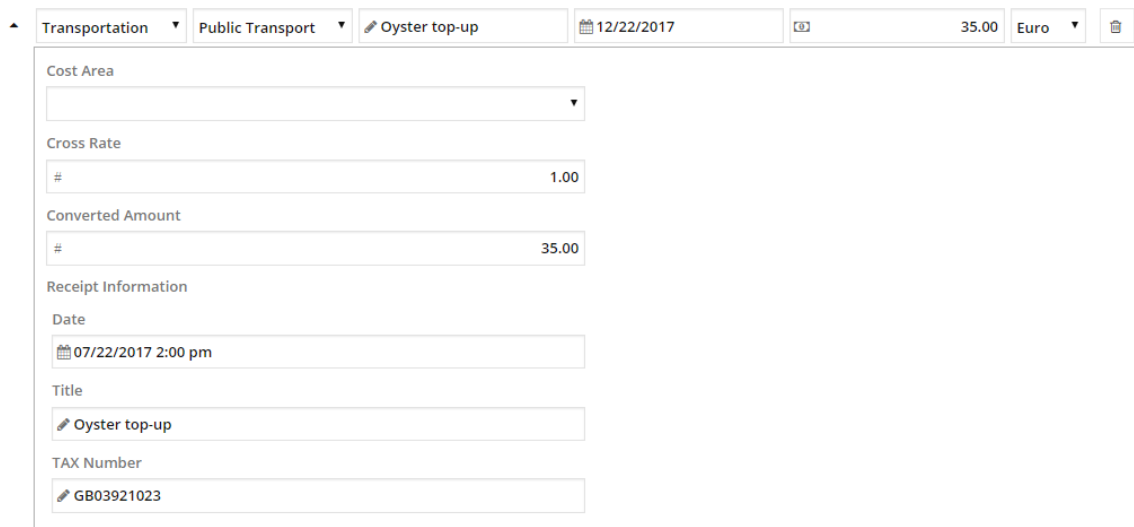 Transportation Public Transport Oyster top-up 12/22/2017 35.00 Euro
Cost Area
Cross Rate
# 1.00
Converted Amount
# 35.00
Receipt Information
Date
07/22/2017 2:00 pm
Title
Oyster top-up
TAX Number
GB03921023